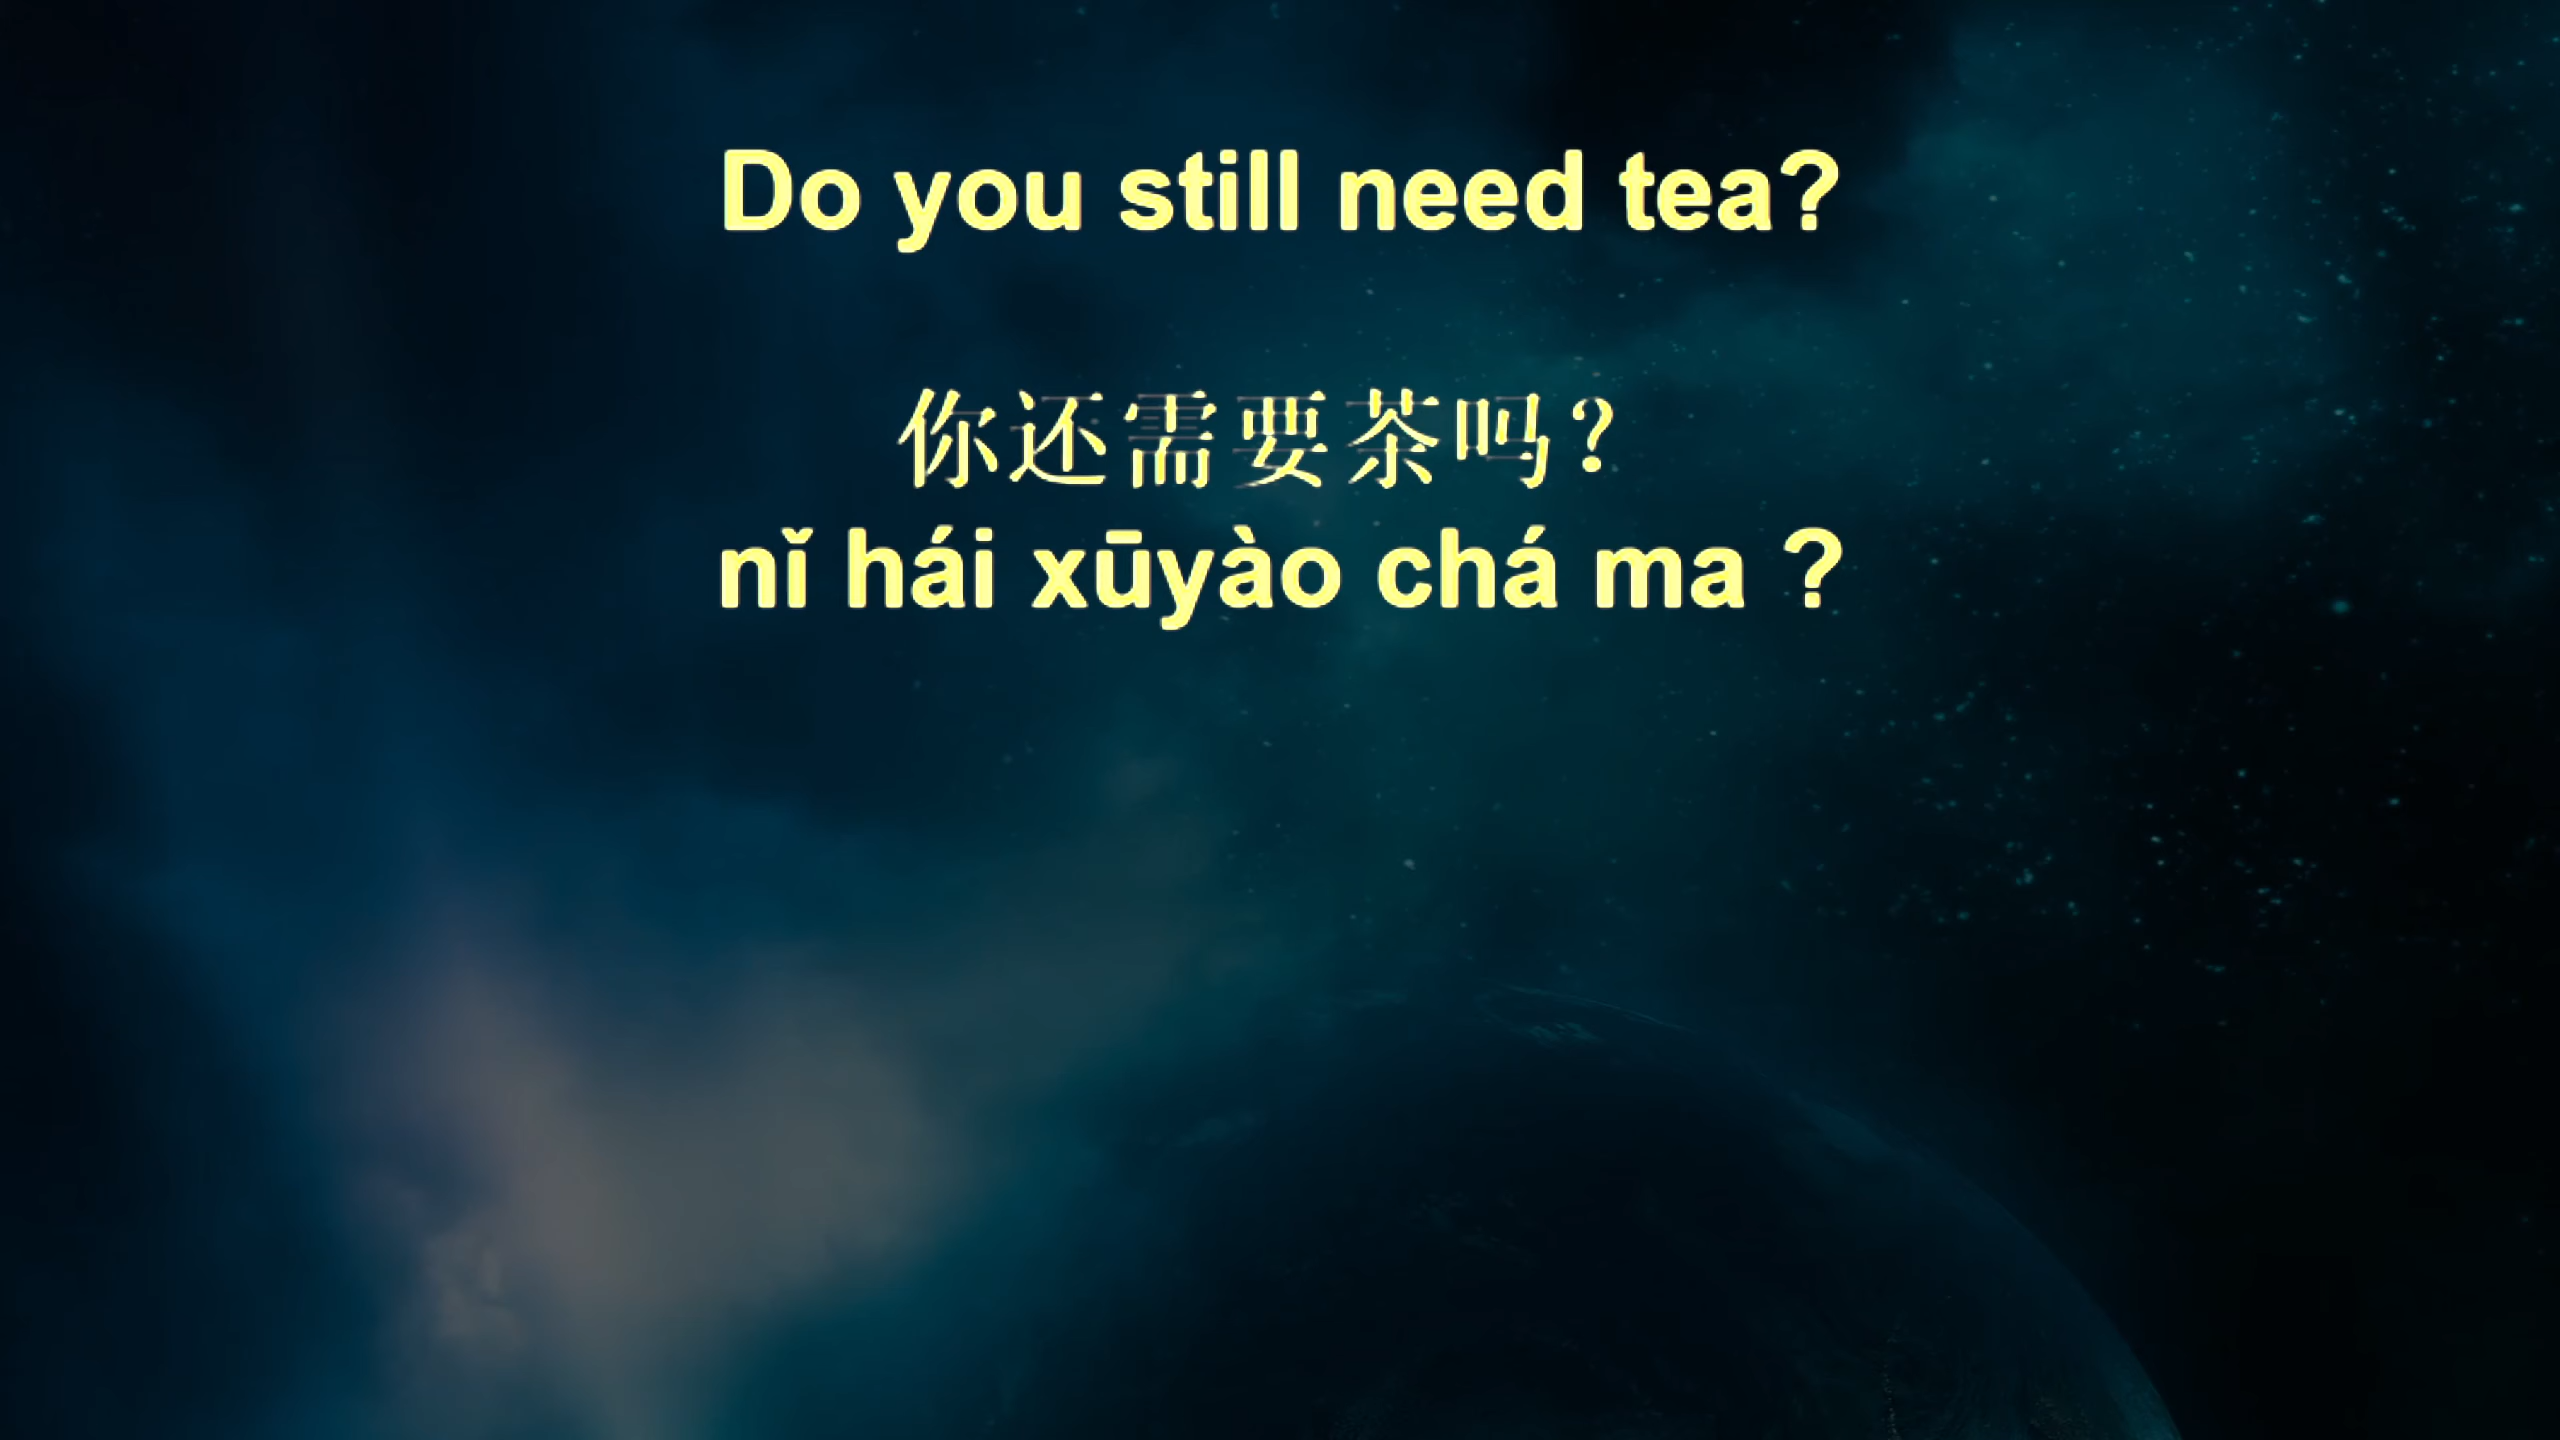 Do you still need tea?
你还需要茶吗？
nǐ hái xūyào chá ma ?